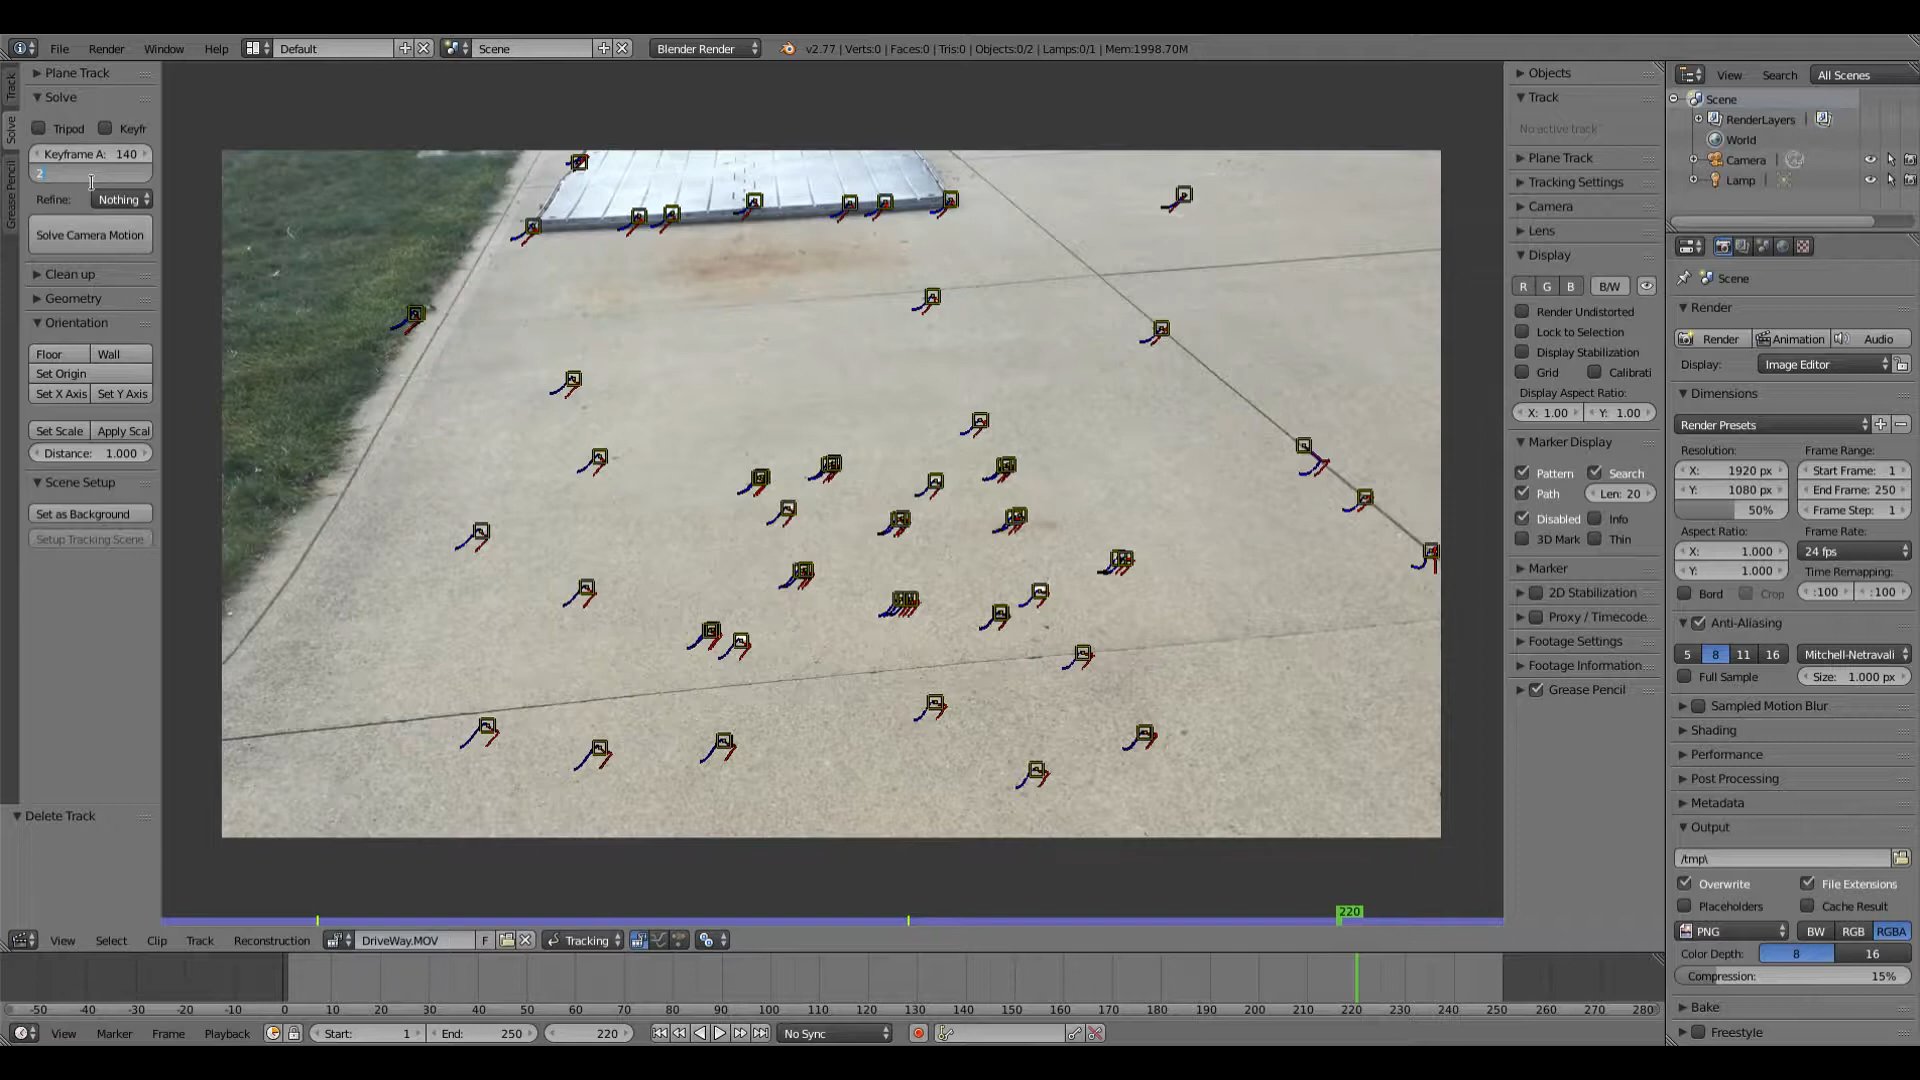 File Render Window Help Default Scene Blender Render v2.77 | Verts:0 | Faces:0 | Tris:0 | Objects:0/2 | Lamps:0/1 | Mem:1998.70M
Track
Solve
Grease Pencil
Plane Track
Solve
Tripod Keyfr
Keyframe A: 140
2
Refine: Nothing
Solve Camera Motion
Clean up
Geometry
Orientation
Floor Wall
Set Origin
Set X Axis Set Y Axis
Set Scale Apply Scal
Distance: 1.000
Scene Setup
Set as Background
Setup Tracking Scene
Delete Track
Objects
Track
No active track
Plane Track
Tracking Settings
Camera
Lens
Display
R G B B/W
Render Undistorted
Lock to Selection
Display Stabilization
Grid Calibrati
Display Aspect Ratio:
X: 1.00 Y: 1.00
Marker Display
Pattern Search
Path Len: 20
Disabled Info
3D Mark Thin
Marker
2D Stabilization
Proxy / Timecode
Footage Settings
Footage Information
Grease Pencil
View Search All Scenes
Scene
RenderLayers |
World
Camera |
Lamp |
Scene
Render
Render Animation Audio
Display: Image Editor
Dimensions
Render Presets
Resolution: Frame Range:
X: 1920 px Start Frame: 1
Y: 1080 px End Frame: 250
50% Frame Step: 1
Aspect Ratio: Frame Rate:
X: 1.000 24 fps
Y: 1.000 Time Remapping:
Bord Crop :100 :100
Anti-Aliasing
5 8 11 16 Mitchell-Netravali
Full Sample Size: 1.000 px
Sampled Motion Blur
Shading
Performance
Post Processing
Metadata
Output
/tmp\
Overwrite File Extensions
Placeholders Cache Result
PNG BW RGB RGBA
Color Depth: 8 16
Compression: 15%
Bake
Freestyle
220
View Select Clip Track Reconstruction DriveWay.MOV F Tracking
-50 -40 -30 -20 -10 0 10 20 30 40 50 60 70 80 90 100 110 120 130 140 150 160 170 180 190 200 210 220 230 240 250 260 270 280
View Marker Frame Playback Start: 1 End: 250 220 No Sync